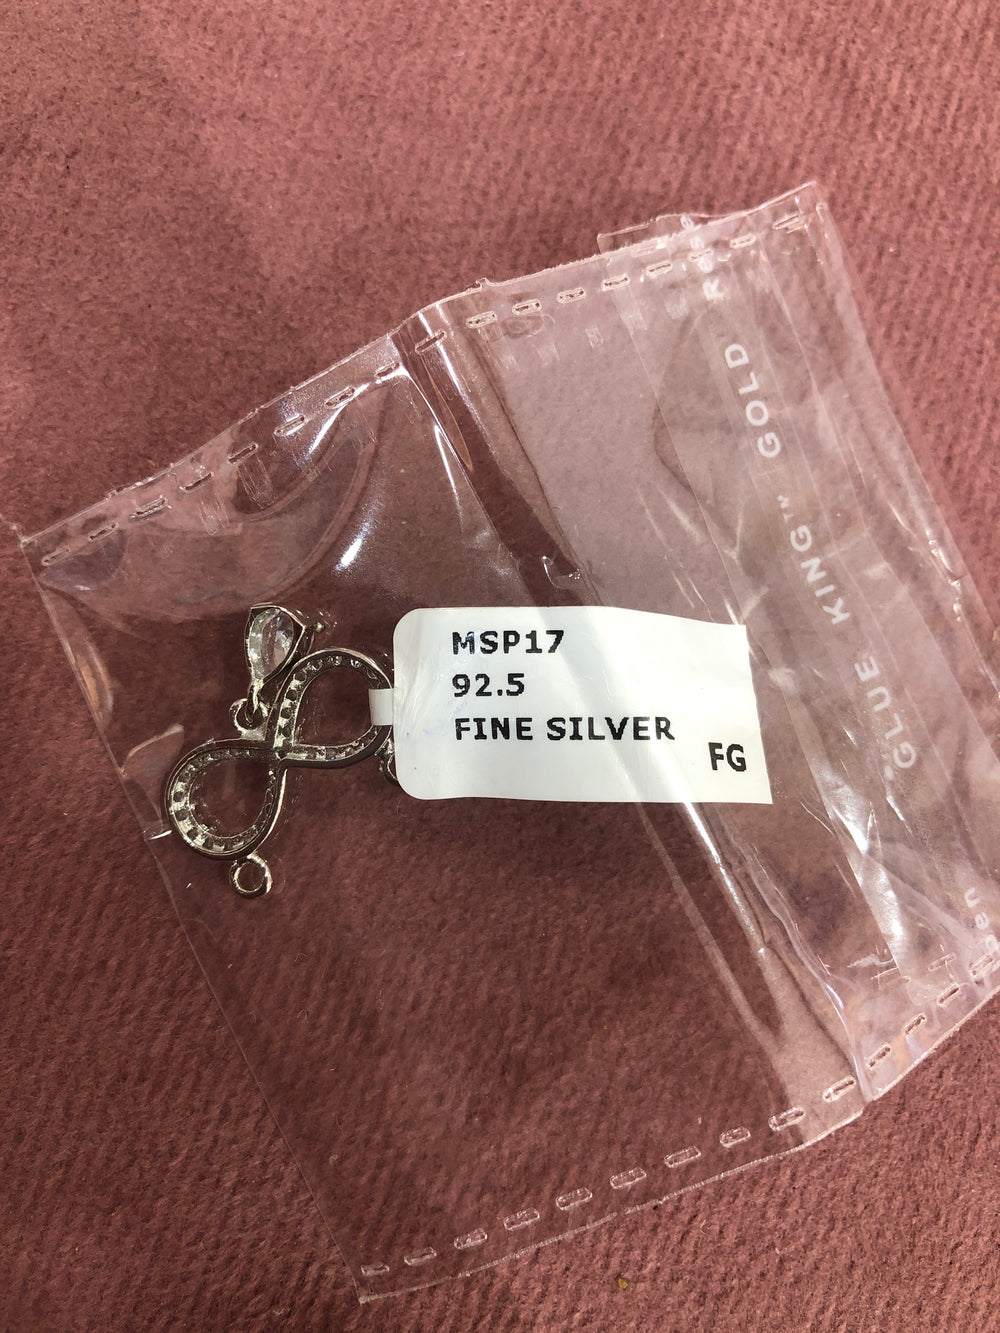 MSP17
92.5
FINE SILVER
FG
GLUE KING™ GOLD